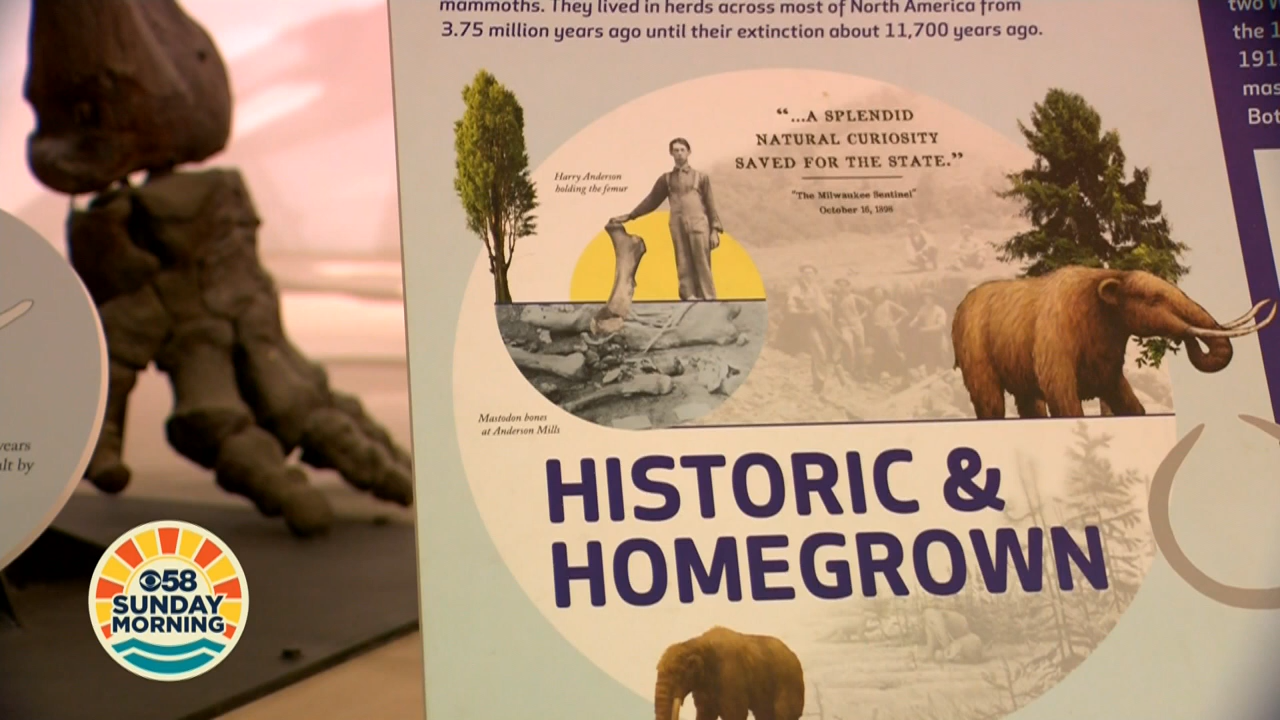 mammoths. They lived in herds across most of North America from
3.75 million years ago until their extinction about 11,700 years ago.
"...A SPLENDID
NATURAL CURIOSITY
SAVED FOR THE STATE."
"The Milwaukee Sentinel"
October 16, 1898
Harry Anderson
holding the femur
Mastodon bones
at Anderson Mills
HISTORIC &
HOMEGROWN
two
the 1
191
mas
Bot
years
lt by
58
SUNDAY
MORNING